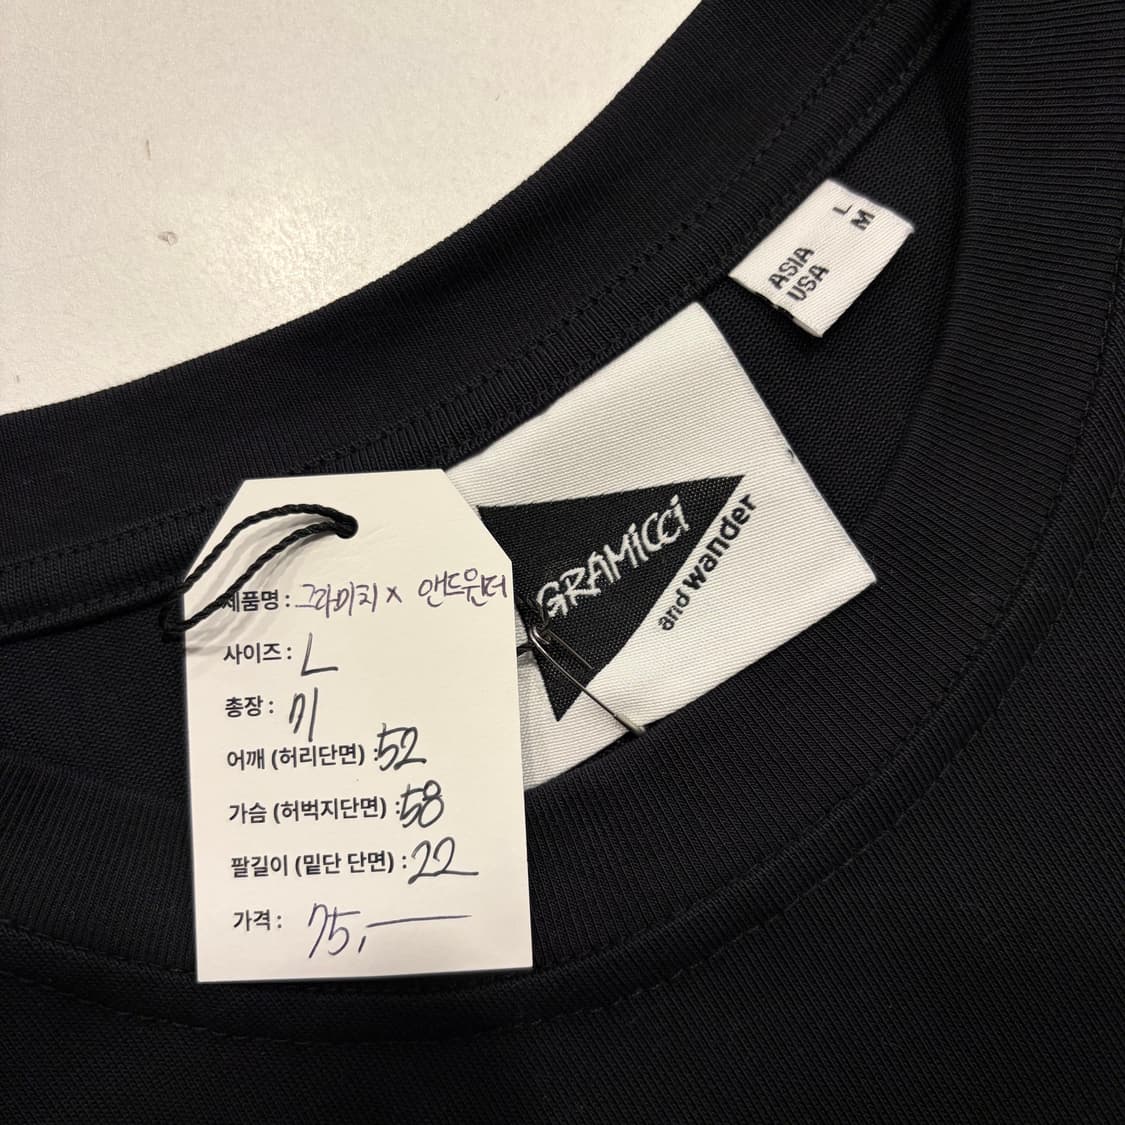 ASIA L
USA M
GRAMiCCi
and wander
제품명 : 그라미치 x 앤드원더
사이즈 : L
총장 : 71
어깨 (허리단면) : 52
가슴 (허벅지단면) : 58
팔길이 (밑단 단면) : 22
가격 : 75,